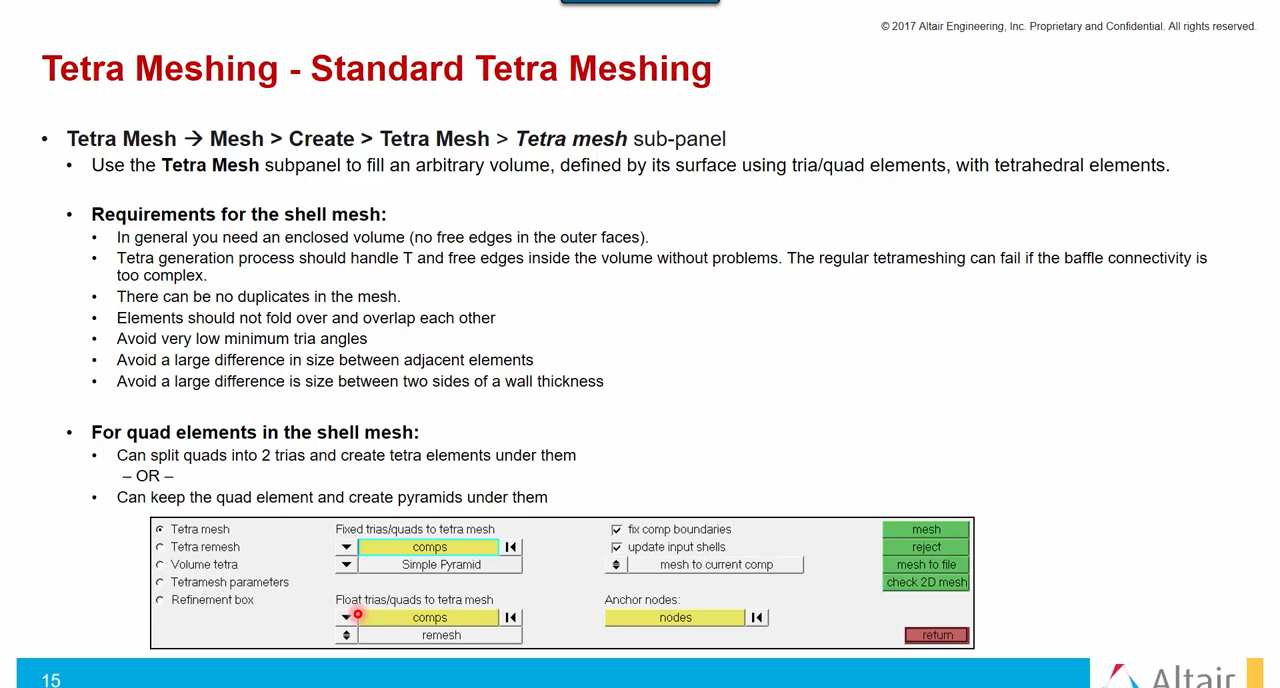 © 2017 Altair Engineering, Inc. Proprietary and Confidential. All rights reserved.
Tetra Meshing - Standard Tetra Meshing
• Tetra Mesh → Mesh > Create > Tetra Mesh > Tetra mesh sub-panel
• Use the Tetra Mesh subpanel to fill an arbitrary volume, defined by its surface using tria/quad elements, with tetrahedral elements.
• Requirements for the shell mesh:
• In general you need an enclosed volume (no free edges in the outer faces).
• Tetra generation process should handle T and free edges inside the volume without problems. The regular tetrameshing can fail if the baffle connectivity is
too complex.
• There can be no duplicates in the mesh.
• Elements should not fold over and overlap each other
• Avoid very low minimum tria angles
• Avoid a large difference in size between adjacent elements
• Avoid a large difference is size between two sides of a wall thickness
• For quad elements in the shell mesh:
• Can split quads into 2 trias and create tetra elements under them
– OR –
• Can keep the quad element and create pyramids under them
Tetra mesh Fixed trias/quads to tetra mesh fix comp boundaries mesh
Tetra remesh comps update input shells reject
Volume tetra Simple Pyramid mesh to current comp mesh to file
Tetramesh parameters check 2D mesh
Refinement box Float trias/quads to tetra mesh Anchor nodes:
comps nodes
remesh return
15 Altair